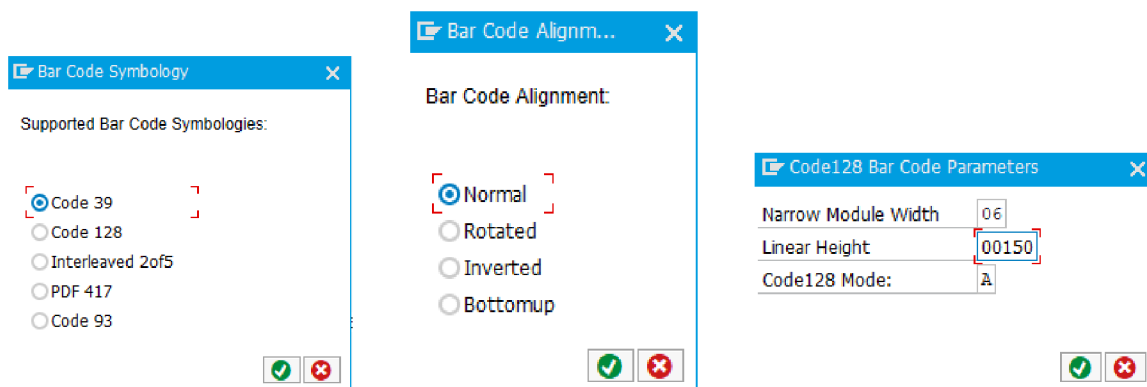 Bar Code Symbology
Supported Bar Code Symbologies:
Code 39
Code 128
Interleaved 2of5
PDF 417
Code 93
Bar Code Alignm...
Bar Code Alignment:
Normal
Rotated
Inverted
Bottomup
Code128 Bar Code Parameters
Narrow Module Width 06
Linear Height 00150
Code128 Mode: A